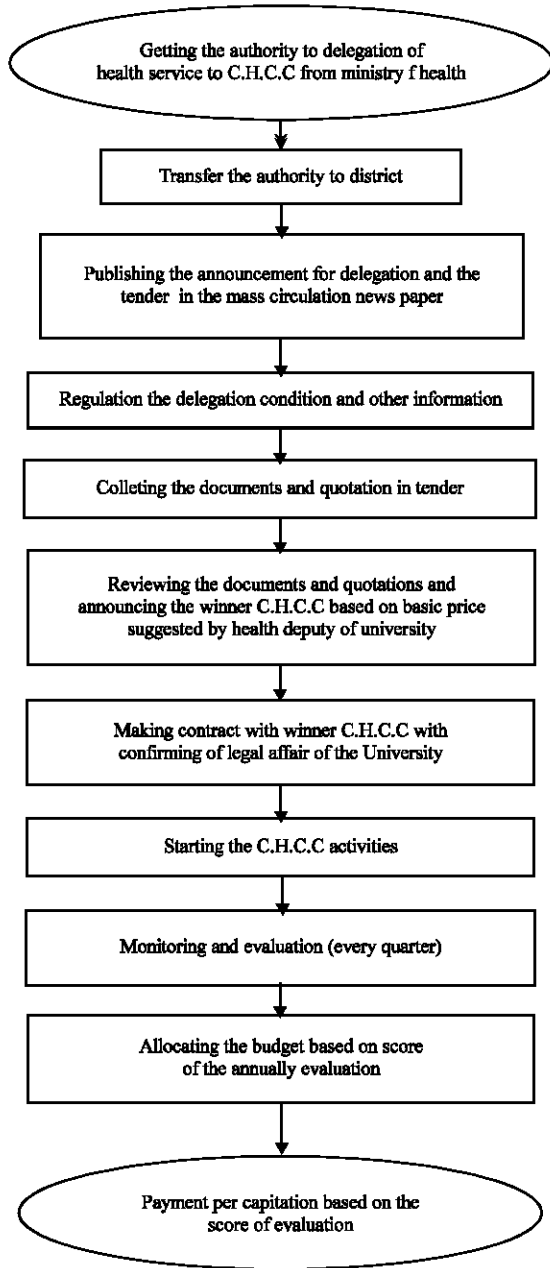 Getting the authority to delegation of
health service to C.H.C.C from ministry f health
Transfer the authority to district
Publishing the announcement for delegation and the
tender in the mass circulation news paper
Regulation the delegation condition and other information
Colleting the documents and quotation in tender
Reviewing the documents and quotations and
announcing the winner C.H.C.C based on basic price
suggested by health deputy of university
Making contract with winner C.H.C.C with
confirming of legal affair of the University
Starting the C.H.C.C activities
Monitoring and evaluation (every quarter)
Allocating the budget based on score
of the annually evaluation
Payment per capitation based on the
score of evaluation